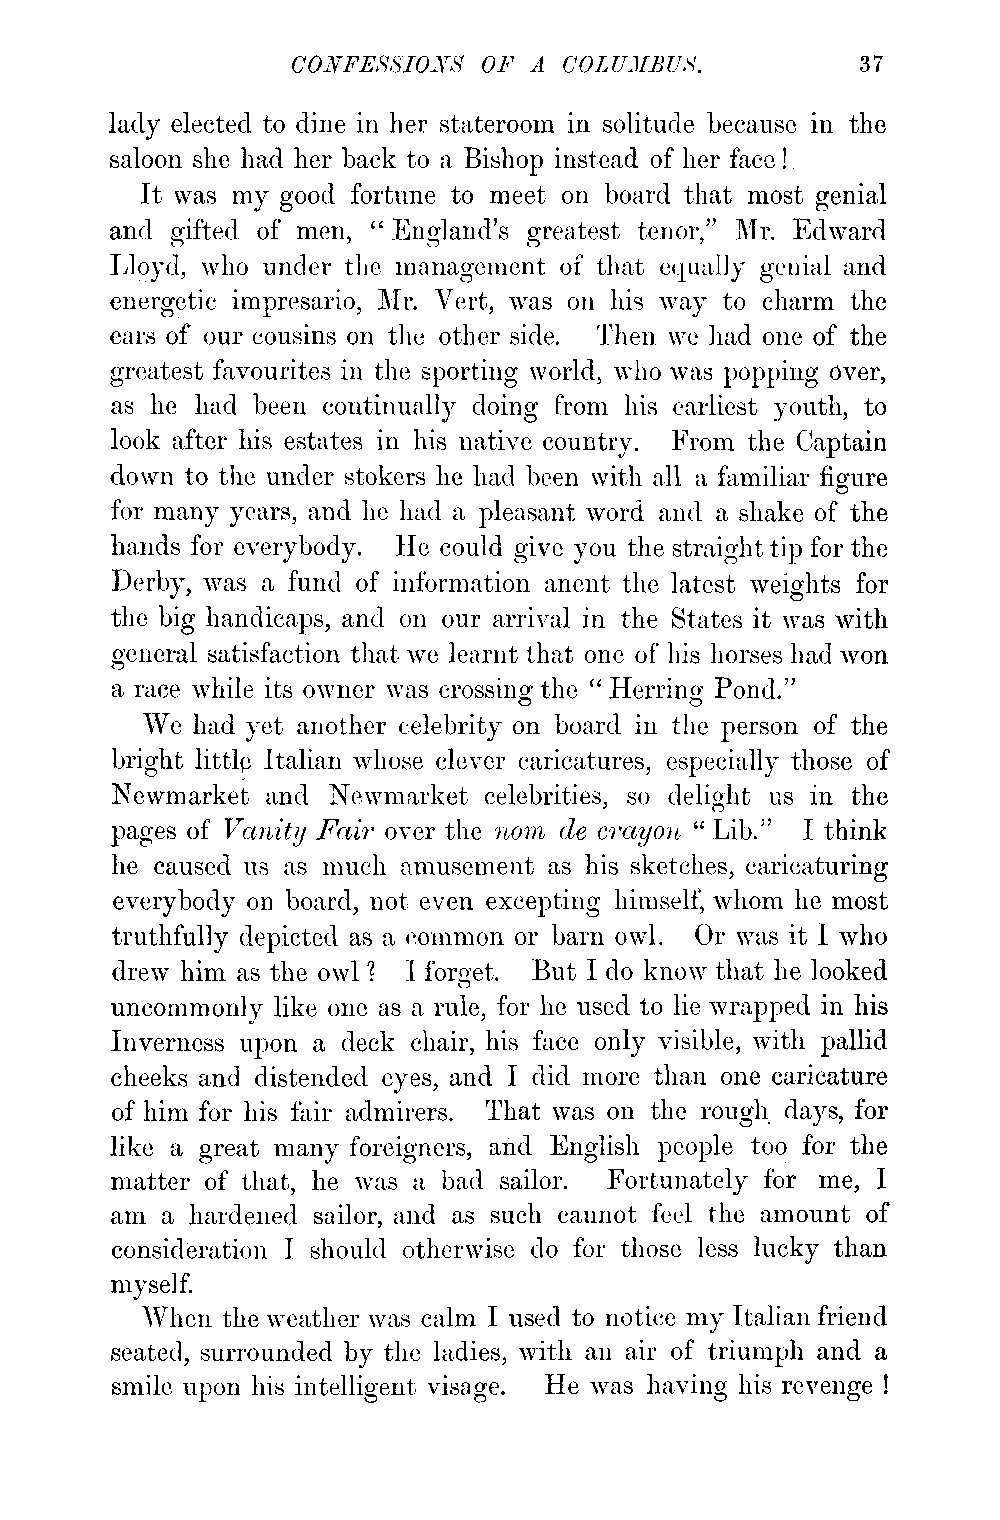 CONFESSIONS OF A COLUMBUS. 37
lady elected to dine in her stateroom in solitude because in the
saloon she had her back to a Bishop instead of her face!
It was my good fortune to meet on board that most genial
and gifted of men, “England’s greatest tenor,” Mr. Edward
Lloyd, who under the management of that equally genial and
energetic impresario, Mr. Vert, was on his way to charm the
ears of our cousins on the other side. Then we had one of the
greatest favourites in the sporting world, who was popping over,
as he had been continually doing from his earliest youth, to
look after his estates in his native country. From the Captain
down to the under stokers he had been with all a familiar figure
for many years, and he had a pleasant word and a shake of the
hands for everybody. He could give you the straight tip for the
Derby, was a fund of information anent the latest weights for
the big handicaps, and on our arrival in the States it was with
general satisfaction that we learnt that one of his horses had won
a race while its owner was crossing the “Herring Pond.”
We had yet another celebrity on board in the person of the
bright little Italian whose clever caricatures, especially those of
Newmarket and Newmarket celebrities, so delight us in the
pages of Vanity Fair over the nom de crayon “Lib.” I think
he caused us as much amusement as his sketches, caricaturing
everybody on board, not even excepting himself, whom he most
truthfully depicted as a common or barn owl. Or was it I who
drew him as the owl? I forget. But I do know that he looked
uncommonly like one as a rule, for he used to lie wrapped in his
Inverness upon a deck chair, his face only visible, with pallid
cheeks and distended eyes, and I did more than one caricature
of him for his fair admirers. That was on the rough days, for
like a great many foreigners, and English people too for the
matter of that, he was a bad sailor. Fortunately for me, I
am a hardened sailor, and as such cannot feel the amount of
consideration I should otherwise do for those less lucky than
myself.
When the weather was calm I used to notice my Italian friend
seated, surrounded by the ladies, with an air of triumph and a
smile upon his intelligent visage. He was having his revenge!